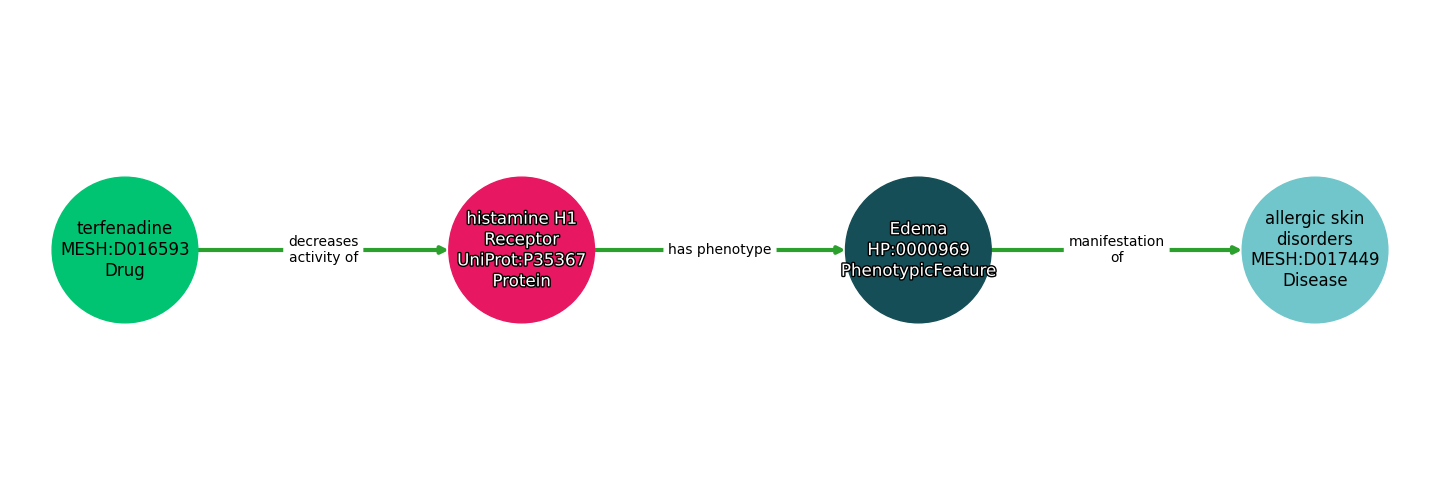 terfenadine
MESH:D016593
Drug
decreases
activity of
histamine H1
Receptor
UniProt:P35367
Protein
has phenotype
Edema
HP:0000969
PhenotypicFeature
manifestation
of
allergic skin
disorders
MESH:D017449
Disease